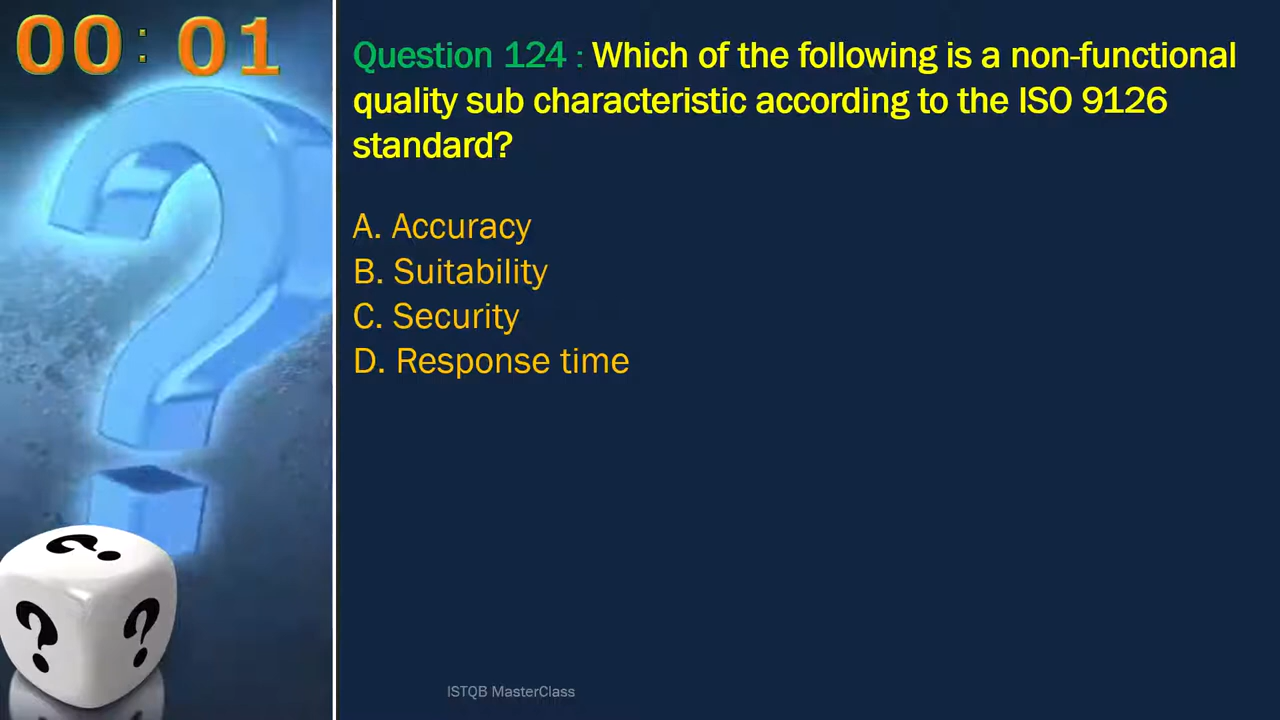 00:01
Question 124 : Which of the following is a non-functional
quality sub characteristic according to the ISO 9126
standard?
A. Accuracy
B. Suitability
C. Security
D. Response time
? ? ?
ISTQB MasterClass